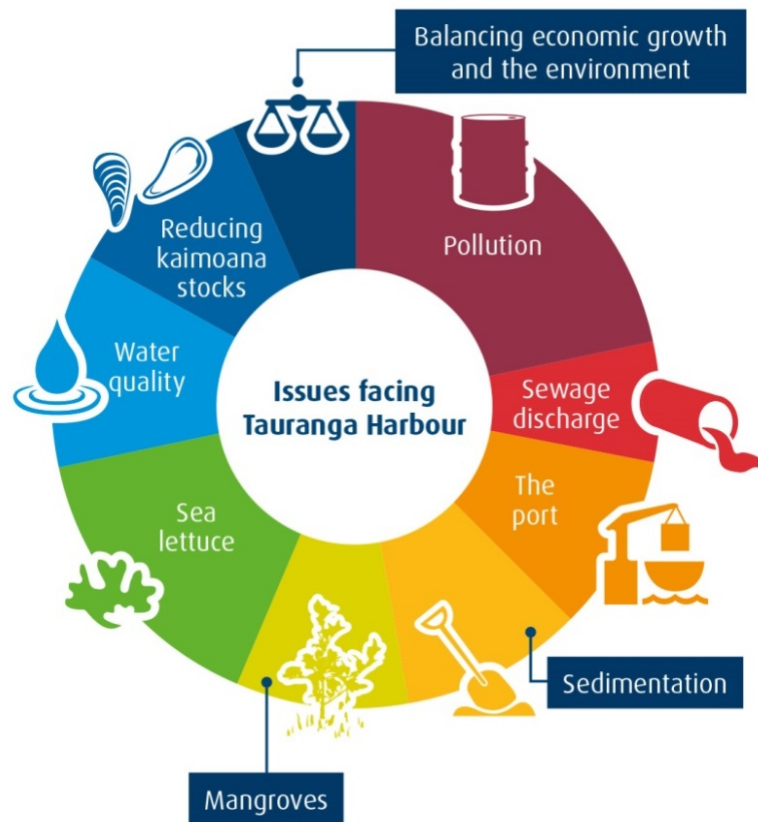 Balancing economic growth
and the environment
Pollution
Sewage
discharge
The
port
Sedimentation
Mangroves
Sea
lettuce
Water
quality
Reducing
kaimoana
stocks
Issues facing
Tauranga Harbour